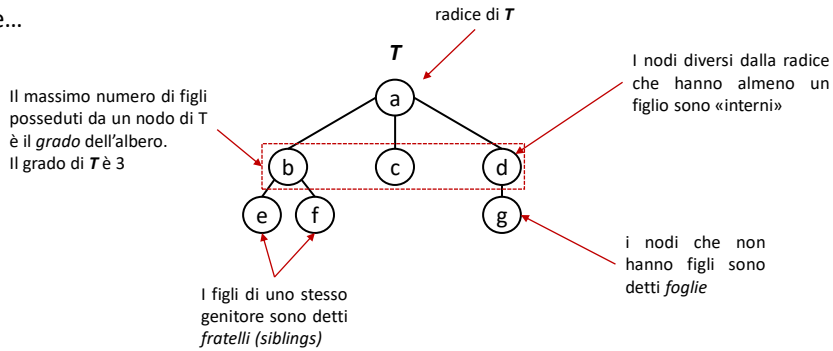 e...
radice di T
T
I nodi diversi dalla radice
che hanno almeno un
figlio sono «interni»
Il massimo numero di figli
posseduti da un nodo di T
è il grado dell'albero.
Il grado di T è 3
a
b
c
d
e
f
g
i nodi che non
hanno figli sono
detti foglie
I figli di uno stesso
genitore sono detti
fratelli (siblings)